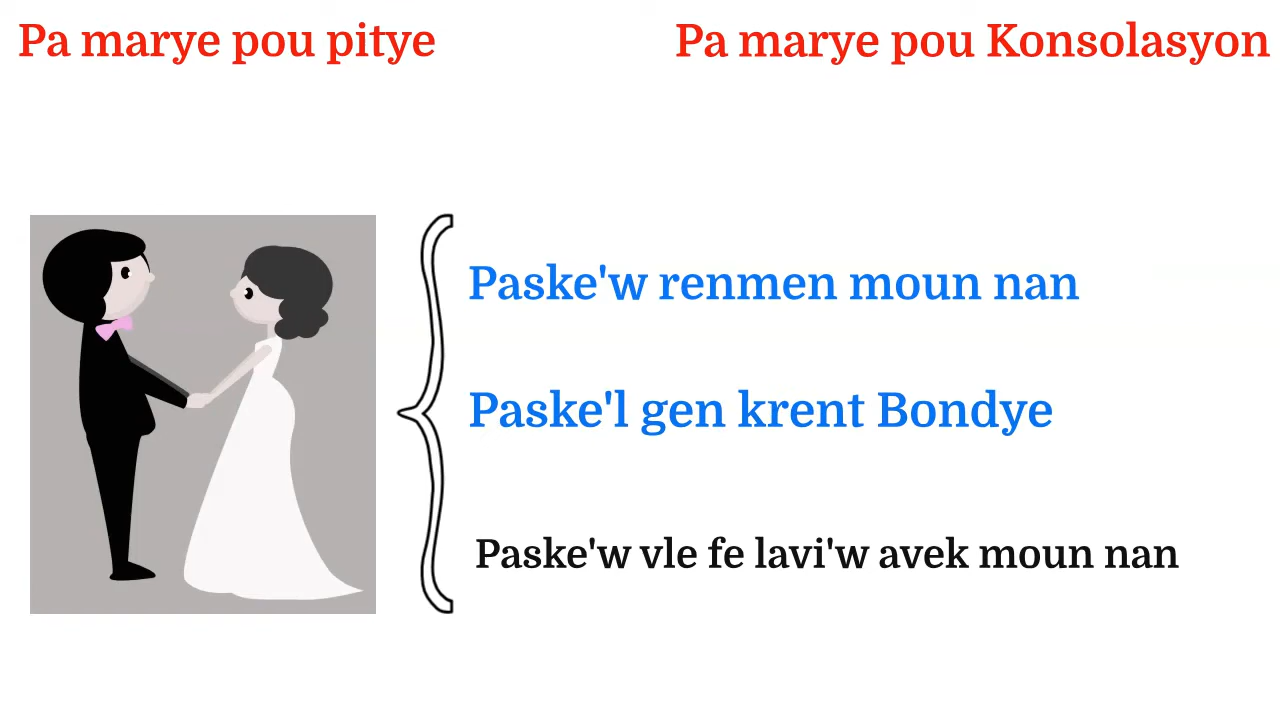 Pa marye pou pitye
Pa marye pou Konsolasyon
Paske'w renmen moun nan
Paske'l gen krent Bondye
Paske'w vle fe lavi'w avek moun nan